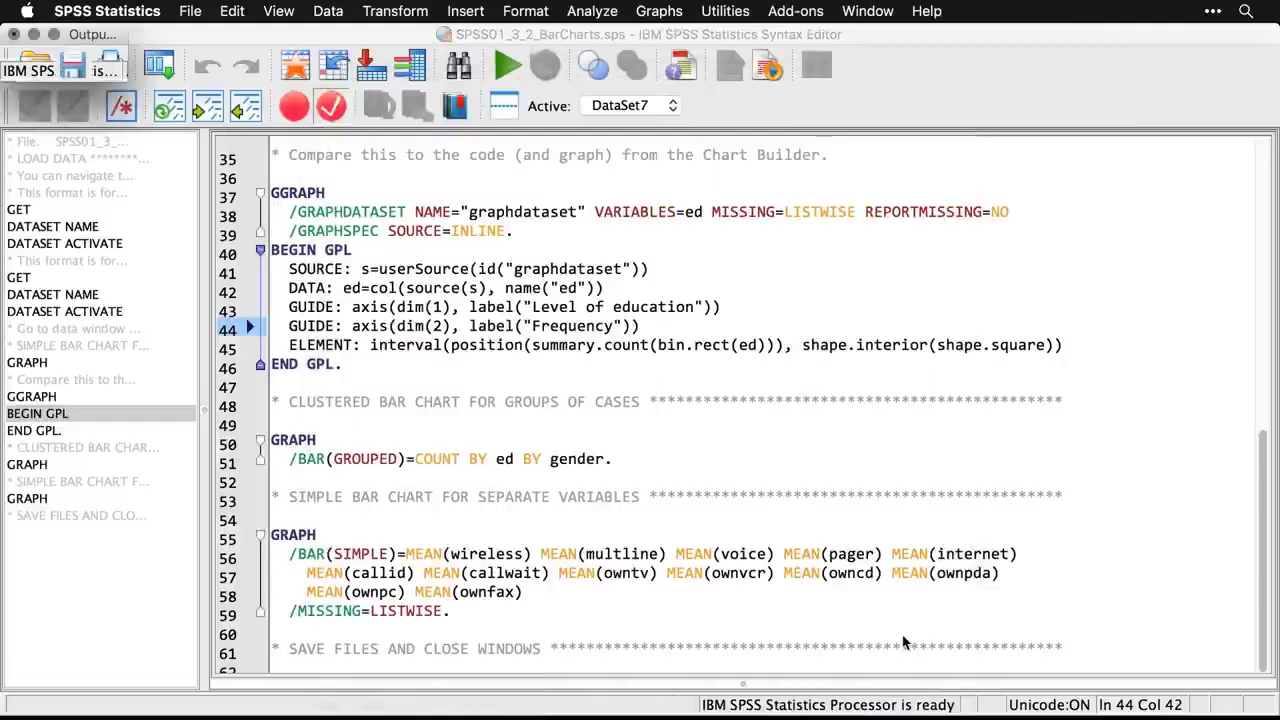 SPSS Statistics File Edit View Data Transform Insert Format Analyze Graphs Utilities Add-ons Window Help
Outpu...
SPSS01_3_2_BarCharts.sps - IBM SPSS Statistics Syntax Editor
IBM SPS
is...
Active: DataSet7
* File. SPSS01_3_...
* LOAD DATA ********...
* You can navigate t...
* This format is for...
GET
DATASET NAME
DATASET ACTIVATE
* This format is for...
GET
DATASET NAME
DATASET ACTIVATE
* Go to data window ...
* SIMPLE BAR CHART F...
GRAPH
* Compare this to th...
GGRAPH
BEGIN GPL
END GPL.
* CLUSTERED BAR CHAR...
GRAPH
* SIMPLE BAR CHART F...
GRAPH
* SAVE FILES AND CLO...
35 * Compare this to the code (and graph) from the Chart Builder.
36
37 GGRAPH
38 /GRAPHDATASET NAME="graphdataset" VARIABLES=ed MISSING=LISTWISE REPORTMISSING=NO
39 /GRAPHSPEC SOURCE=INLINE.
40 BEGIN GPL
41 SOURCE: s=userSource(id("graphdataset"))
42 DATA: ed=col(source(s), name("ed"))
43 GUIDE: axis(dim(1), label("Level of education"))
44 GUIDE: axis(dim(2), label("Frequency"))
45 ELEMENT: interval(position(summary.count(bin.rect(ed))), shape.interior(shape.square))
46 END GPL.
47
48 * CLUSTERED BAR CHART FOR GROUPS OF CASES **********************************************
49
50 GRAPH
51 /BAR(GROUPED)=COUNT BY ed BY gender.
52
53 * SIMPLE BAR CHART FOR SEPARATE VARIABLES **********************************************
54
55 GRAPH
56 /BAR(SIMPLE)=MEAN(wireless) MEAN(multline) MEAN(voice) MEAN(pager) MEAN(internet)
57 MEAN(callid) MEAN(callwait) MEAN(owntv) MEAN(ownvcr) MEAN(owncd) MEAN(ownpda)
58 MEAN(ownpc) MEAN(ownfax)
59 /MISSING=LISTWISE.
60
61 * SAVE FILES AND CLOSE WINDOWS *********************************************************
62
IBM SPSS Statistics Processor is ready Unicode:ON In 44 Col 42